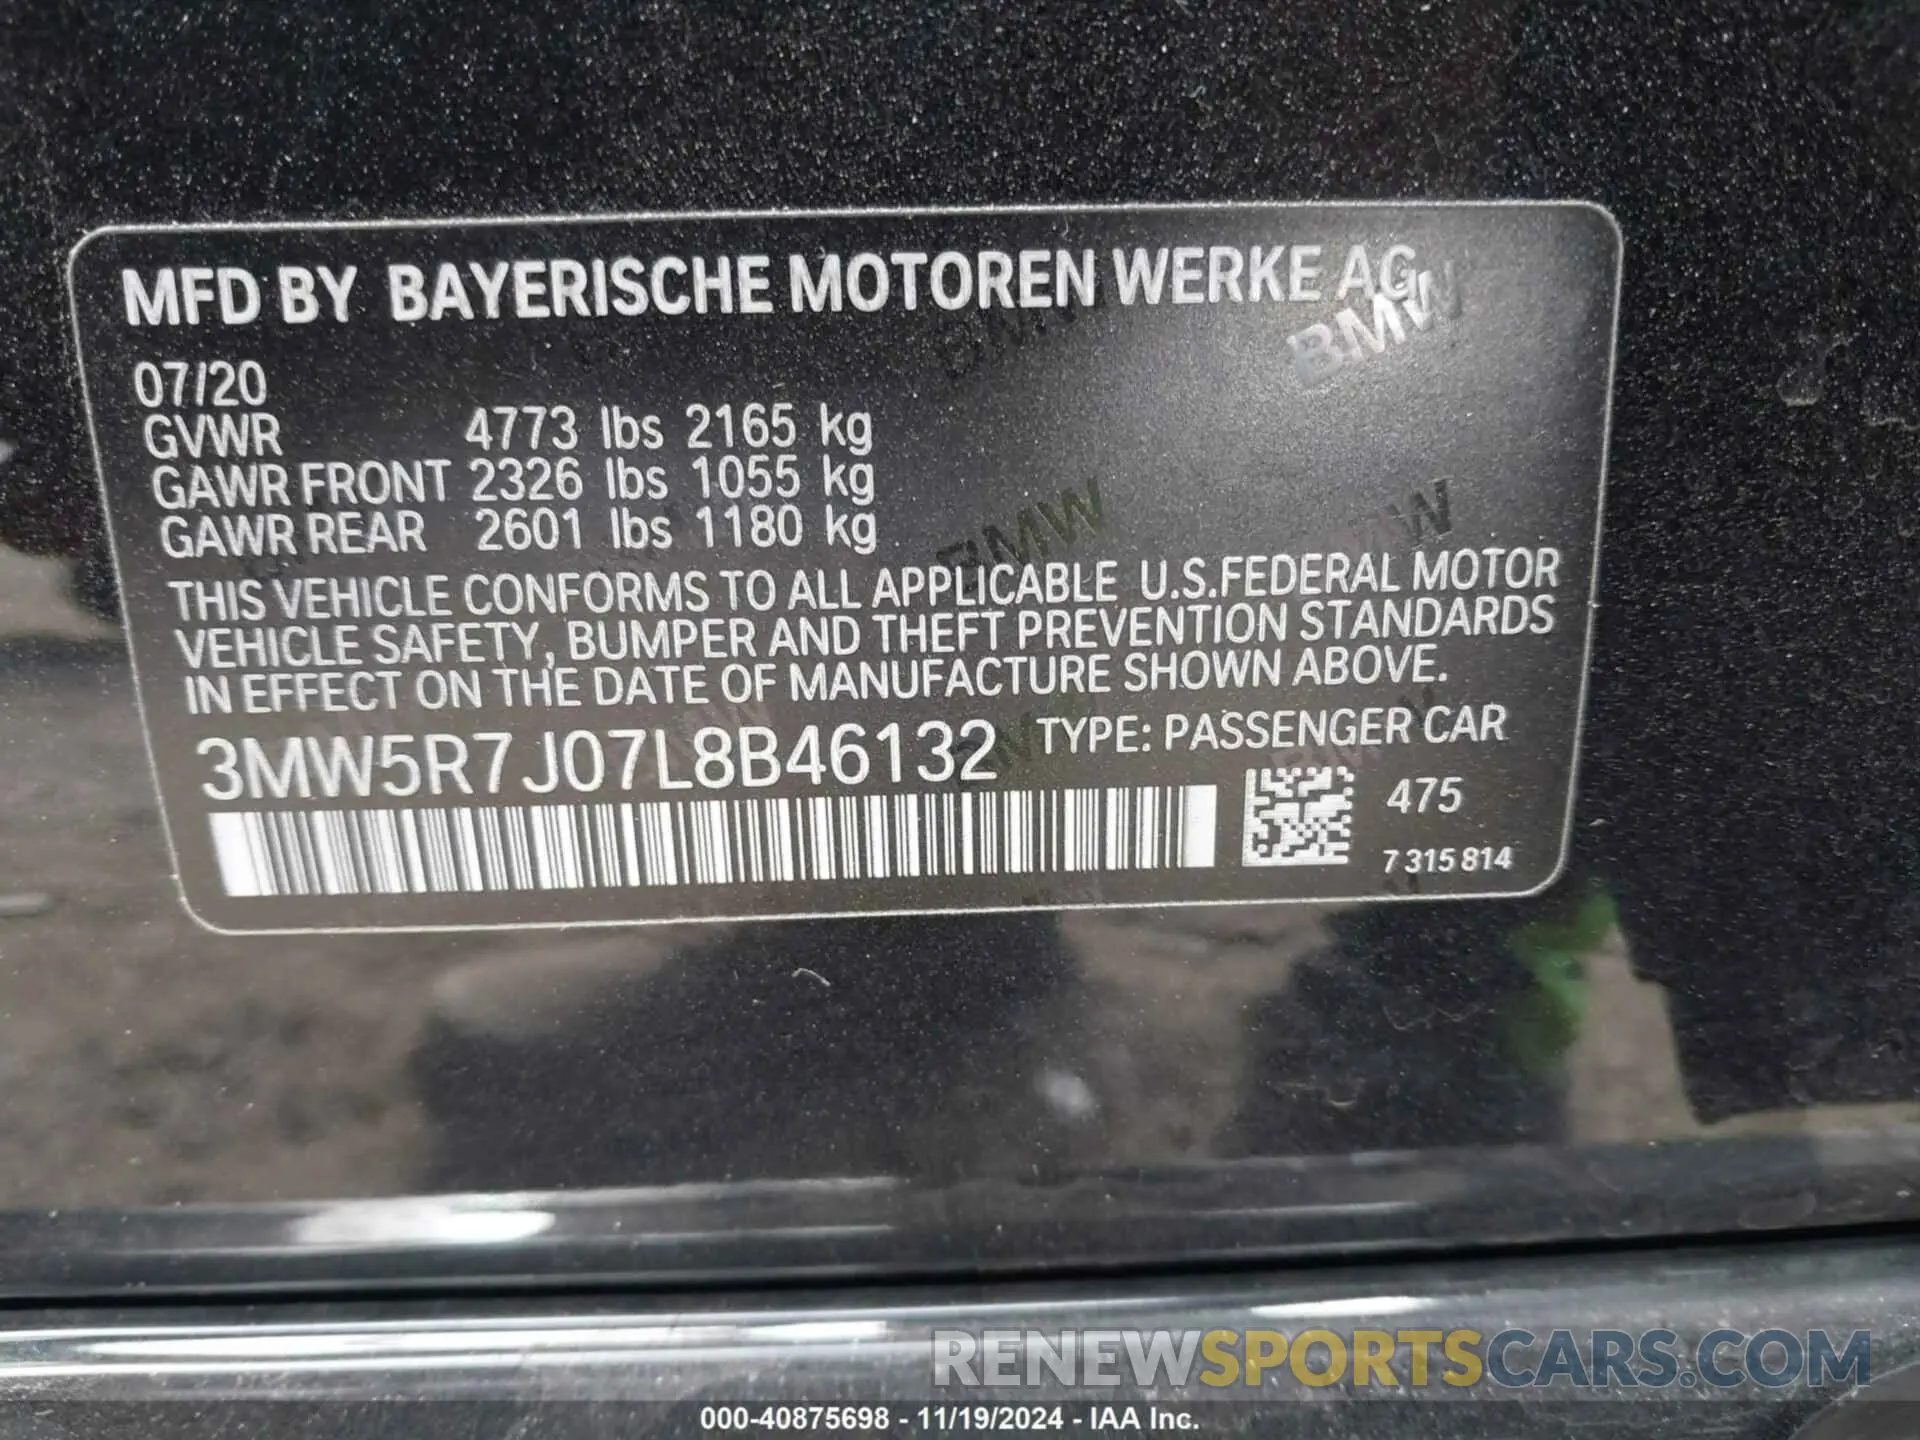 MFD BY BAYERISCHE MOTOREN WERKE AG
BMW
07/20
GVWR 4773 lbs 2165 kg
GAWR FRONT 2326 lbs 1055 kg
GAWR REAR 2601 lbs 1180 kg
BMW
THIS VEHICLE CONFORMS TO ALL APPLICABLE U.S.FEDERAL MOTOR
VEHICLE SAFETY, BUMPER AND THEFT PREVENTION STANDARDS
IN EFFECT ON THE DATE OF MANUFACTURE SHOWN ABOVE.
3MW5R7J07L8B46132 TYPE: PASSENGER CAR
475
7 315 814
RENEWSPORTSCARS.COM
000-40875698 - 11/19/2024 - IAA Inc.